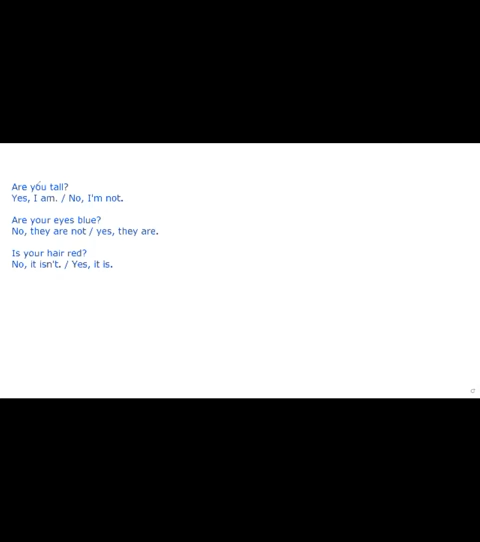 Are you tall?
Yes, I am. / No, I'm not.
Are your eyes blue?
No, they are not / yes, they are.
Is your hair red?
No, it isn't. / Yes, it is.